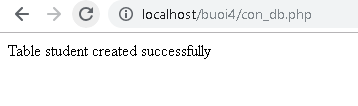 localhost/buoi4/con_db.php
Table student created successfully